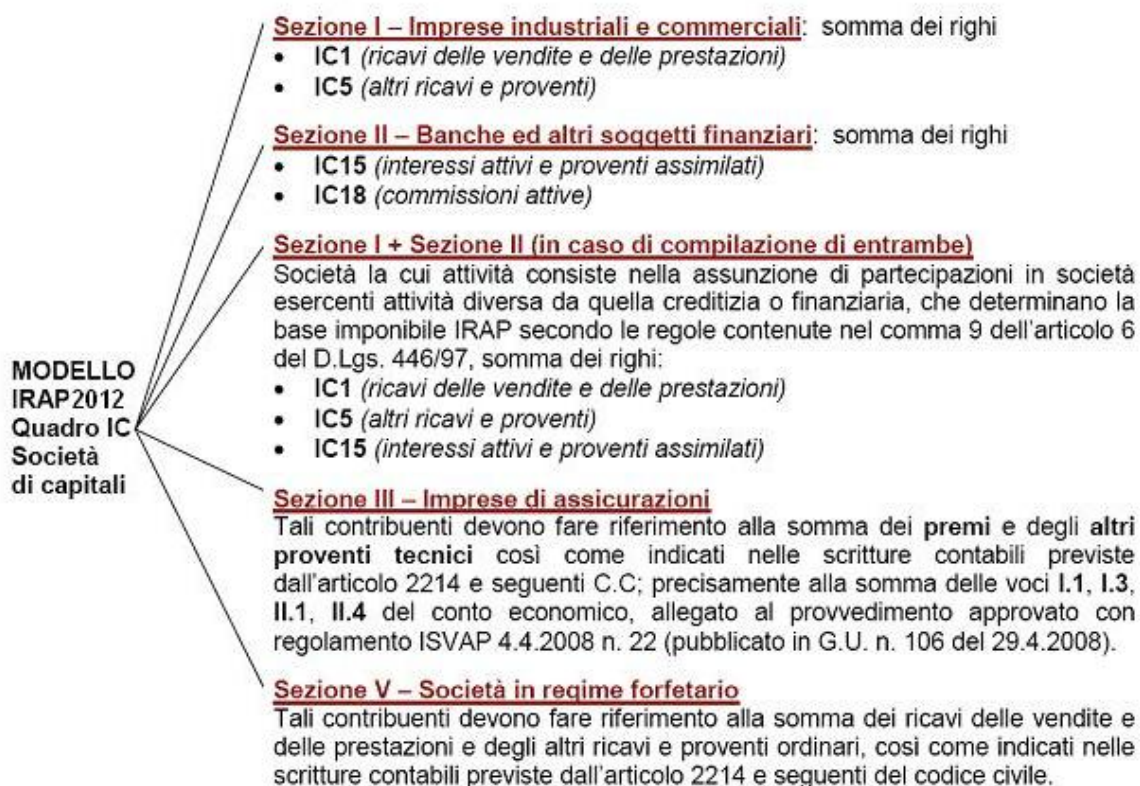 Sezione I – Imprese industriali e commerciali: somma dei righi
• IC1 (ricavi delle vendite e delle prestazioni)
• IC5 (altri ricavi e proventi)
Sezione II – Banche ed altri soggetti finanziari: somma dei righi
• IC15 (interessi attivi e proventi assimilati)
• IC18 (commissioni attive)
Sezione I + Sezione II (in caso di compilazione di entrambe)
Società la cui attività consiste nella assunzione di partecipazioni in società
esercenti attività diversa da quella creditizia o finanziaria, che determinano la
base imponibile IRAP secondo le regole contenute nel comma 9 dell'articolo 6
del D.Lgs. 446/97, somma dei righi:
• IC1 (ricavi delle vendite e delle prestazioni)
• IC5 (altri ricavi e proventi)
• IC15 (interessi attivi e proventi assimilati)
MODELLO
IRAP2012
Quadro IC
Società
di capitali
Sezione III – Imprese di assicurazioni
Tali contribuenti devono fare riferimento alla somma dei premi e degli altri
proventi tecnici così come indicati nelle scritture contabili previste
dall'articolo 2214 e seguenti C.C; precisamente alla somma delle voci I.1, I.3,
II.1, II.4 del conto economico, allegato al provvedimento approvato con
regolamento ISVAP 4.4.2008 n. 22 (pubblicato in G.U. n. 106 del 29.4.2008).
Sezione V – Società in regime forfetario
Tali contribuenti devono fare riferimento alla somma dei ricavi delle vendite e
delle prestazioni e degli altri ricavi e proventi ordinari, così come indicati nelle
scritture contabili previste dall'articolo 2214 e seguenti del codice civile.